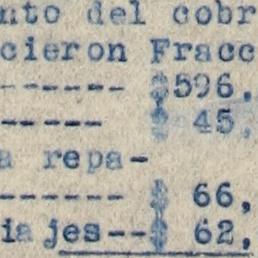 nto del cobr
cieron Fracc
------- $596.
------ $ 45,
a repa-
------- $ 66,
iajes-- $ 62,